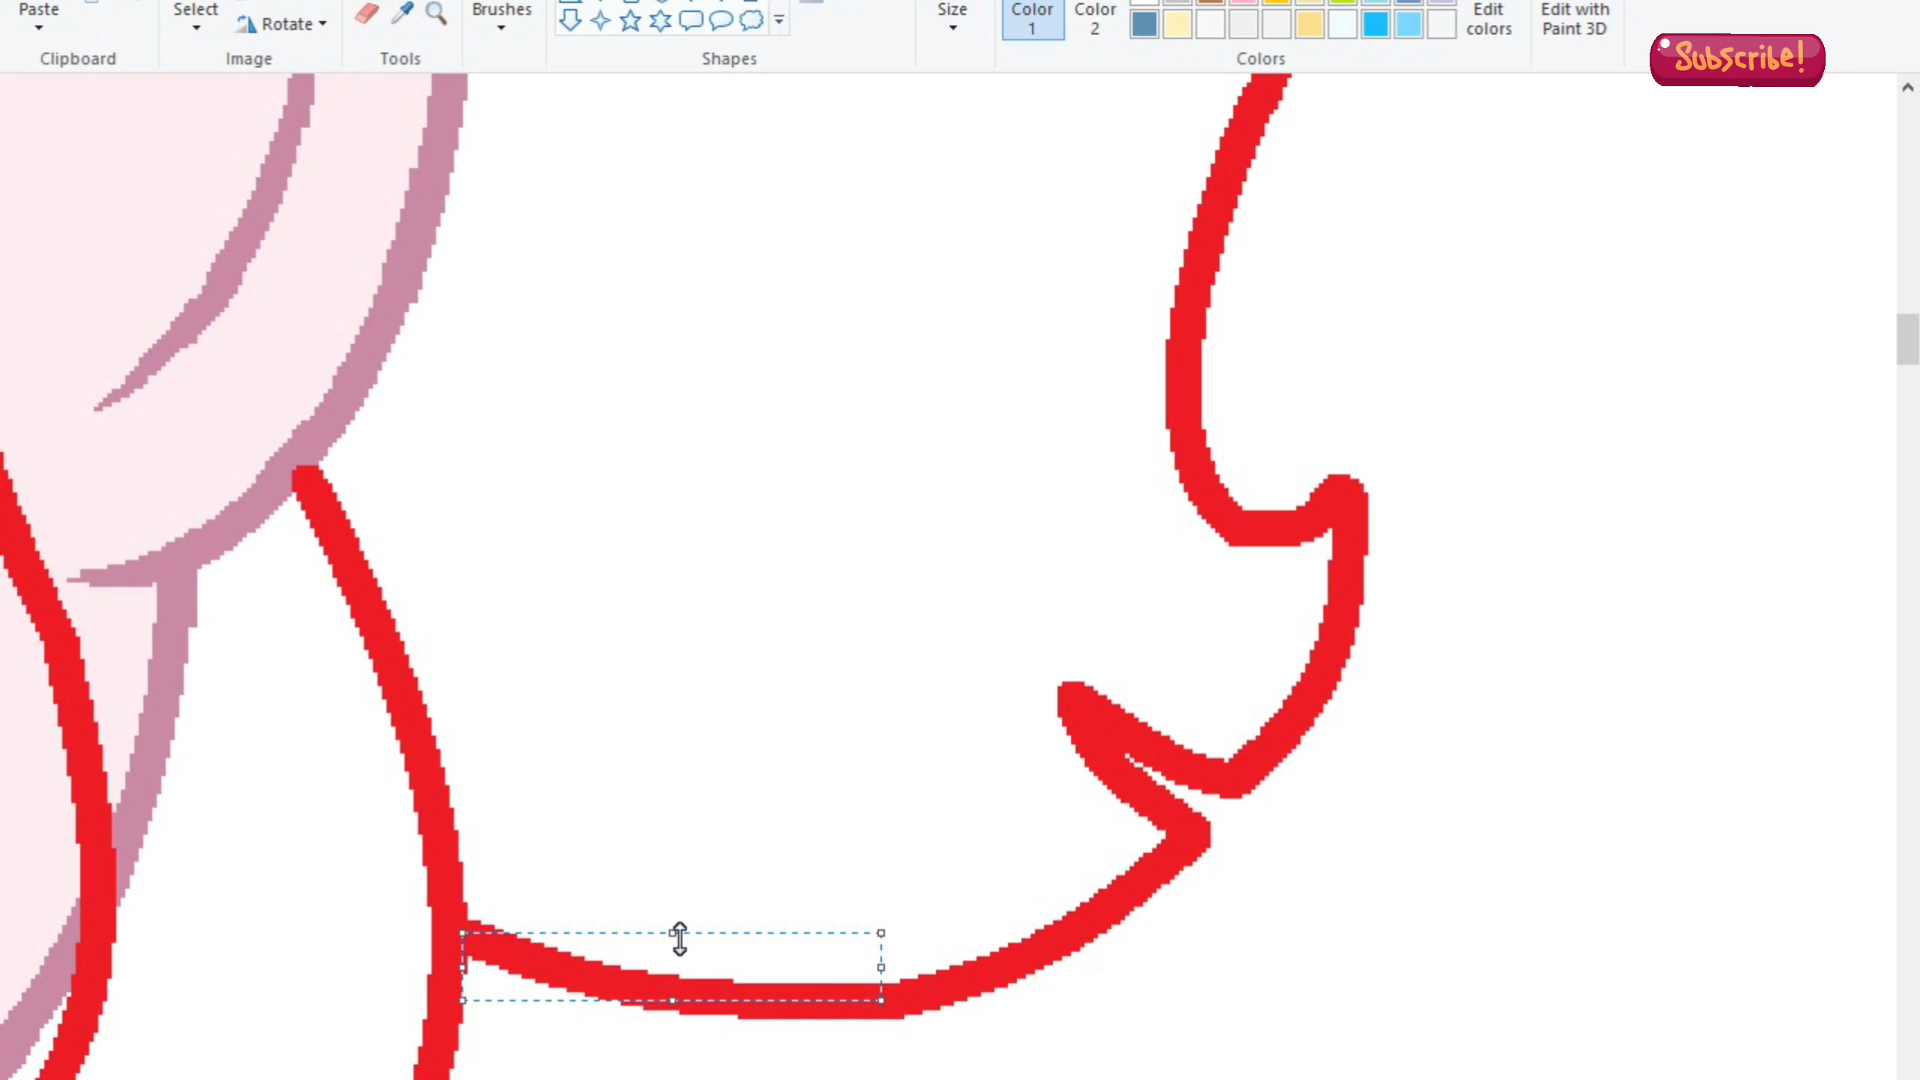 Paste
Select
Rotate
Brushes
Size
Color
1
Color
2
Edit
colors
Edit with
Paint 3D
Clipboard
Image
Tools
Shapes
Colors
Subscribe!